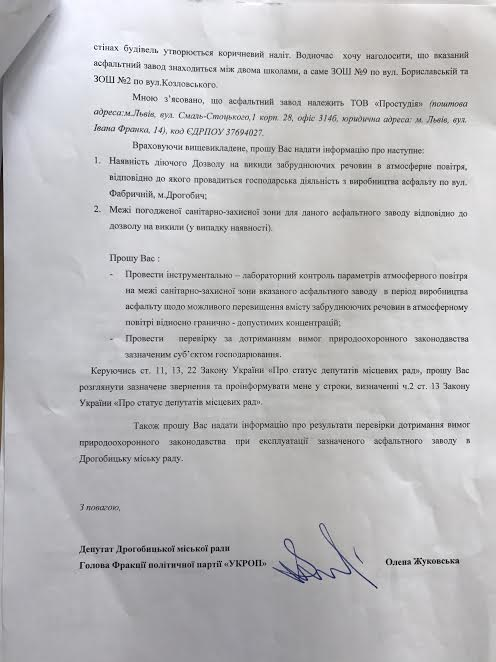 стінах будівель утворюється коричневий наліт. Водночас хочу наголосити, що вказаний
асфальтний завод знаходиться між двома школами, а саме ЗОШ №9 по вул. Бориславській та
ЗОШ №2 по вул.Козловського.
Мною з’ясовано, що асфальтний завод належить ТОВ «Простудія» (поштова
адреса:м.Львів, вул. Смаль-Стоцького,1 корп. 28, офіс 314б, юридична адреса: м. Львів, вул.
Івана Франка, 14), код ЄДРПОУ 37694027.
Враховуючи вищевикладене, прошу Вас надати інформацію про наступне:
1. Наявність діючого Дозволу на викиди забруднюючих речовин в атмосферне повітря,
відповідно до якого провадиться господарська діяльність з виробництва асфальту по вул.
Фабричній, м.Дрогобич;
2. Межі погодженої санітарно-захисної зони для даного асфальтного заводу відповідно до
дозволу на викили (у випадку наявності).
Прошу Вас :
- Провести інструментально – лабораторний контроль параметрів атмосферного повітря
на межі санітарно-захисної зони вказаного асфальтного заводу в період виробництва
асфальту щодо можливого перевищення вмісту забруднюючих речовин в атмосферному
повітрі відносно гранично - допустимих концентрацій;
- Провести перевірку за дотриманням вимог природоохоронного законодавства
зазначеним суб’єктом господарювання.
Керуючись ст. 11, 13, 22 Закону України «Про статус депутатів місцевих рад», прошу Вас
розглянути зазначене звернення та проінформувати мене у строки, визначенні ч.2 ст. 13 Закону
України «Про статус депутатів місцевих рад».
Також прошу Вас надати інформацію про результати перевірки дотримання вимог
природоохоронного законодавства при експлуатації зазначеного асфальтного заводу в
Дрогобицьку міську раду.
З повагою,
Депутат Дрогобицької міської ради
Голова Фракції політичної партії «УКРОП» Олена Жуковська